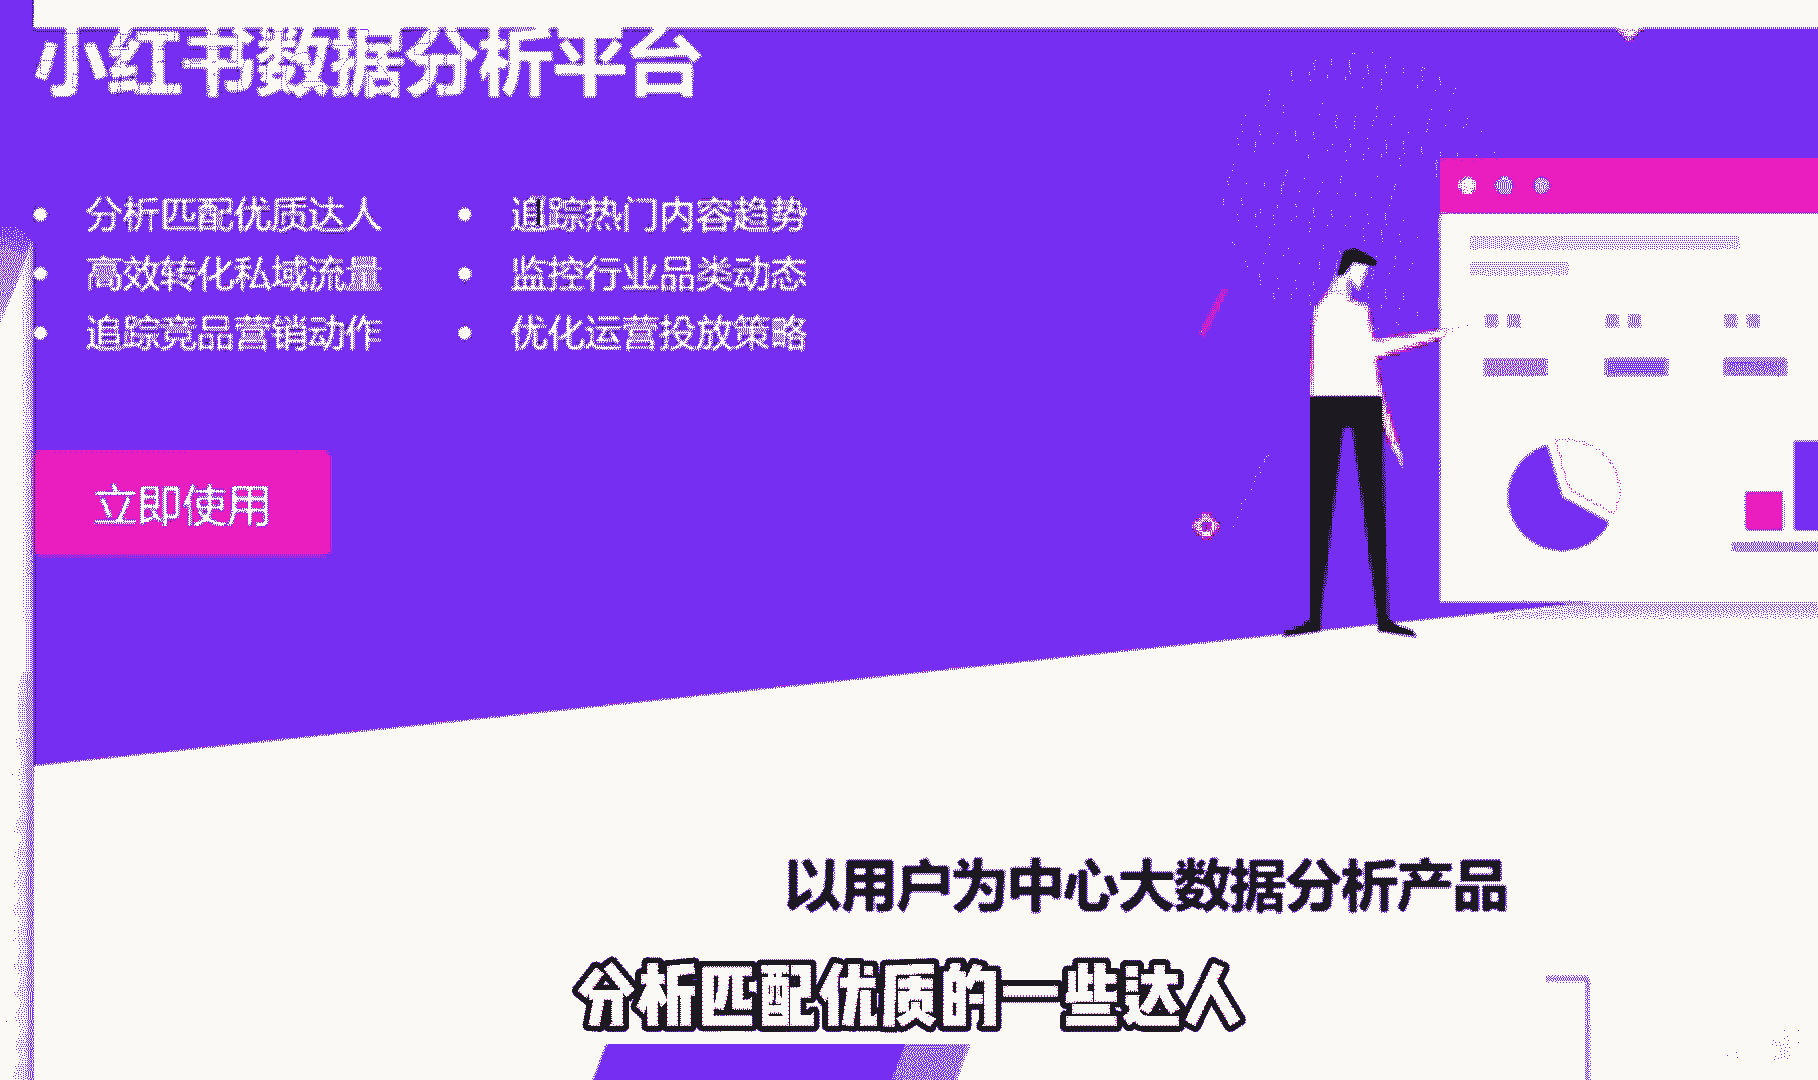 小红书数据分析平台
分析匹配优质达人
追踪热门内容趋势
高效转化私域流量
监控行业品类动态
追踪竞品营销动作
优化运营投放策略
立即使用
以用户为中心大数据分析产品
分析匹配优质的一些达人